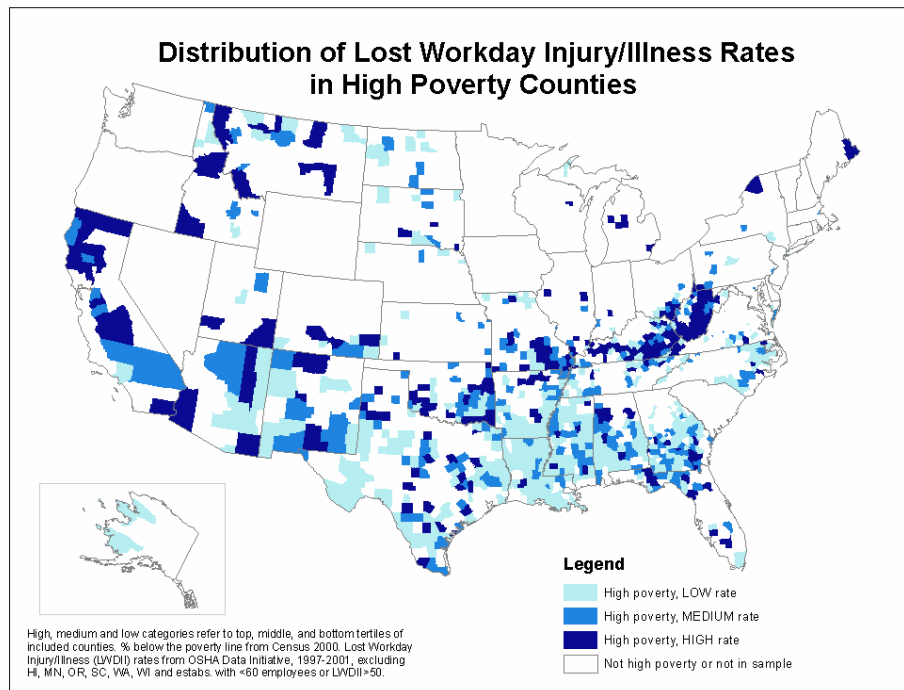 Distribution of Lost Workday Injury/Illness Rates
in High Poverty Counties
Legend
High poverty, LOW rate
High poverty, MEDIUM rate
High poverty, HIGH rate
Not high poverty or not in sample
High, medium and low categories refer to top, middle, and bottom tertiles of
included counties. % below the poverty line from Census 2000. Lost Workday
Injury/Illness (LWDII) rates from OSHA Data Initiative, 1997-2001, excluding
HI, MN, OR, SC, WA, WI and estabs. with <60 employees or LWDII>50.